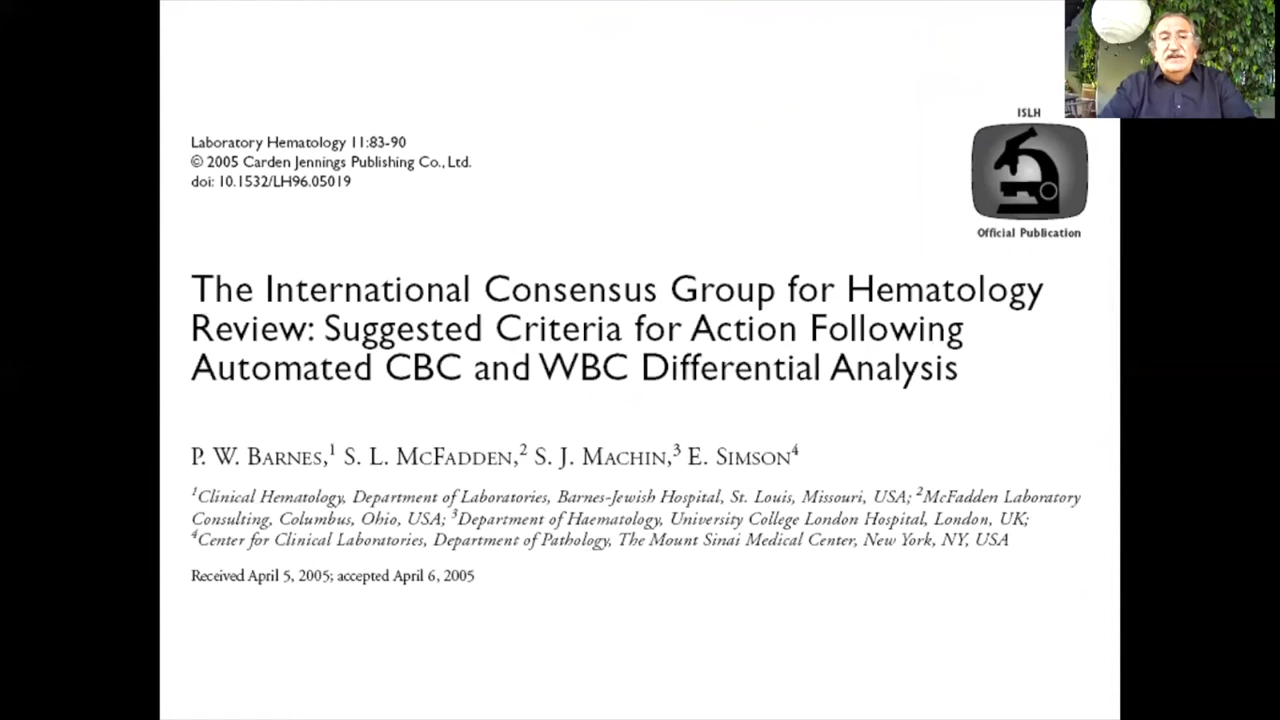 ISLH
Laboratory Hematology 11:83-90
© 2005 Carden Jennings Publishing Co., Ltd.
doi: 10.1532/LH96.05019
Official Publication
The International Consensus Group for Hematology
Review: Suggested Criteria for Action Following
Automated CBC and WBC Differential Analysis
P. W. BARNES,¹ S. L. MCFADDEN,² S. J. MACHIN,³ E. SIMSON⁴
¹Clinical Hematology, Department of Laboratories, Barnes-Jewish Hospital, St. Louis, Missouri, USA; ²McFadden Laboratory
Consulting, Columbus, Ohio, USA; ³Department of Haematology, University College London Hospital, London, UK;
⁴Center for Clinical Laboratories, Department of Pathology, The Mount Sinai Medical Center, New York, NY, USA
Received April 5, 2005; accepted April 6, 2005